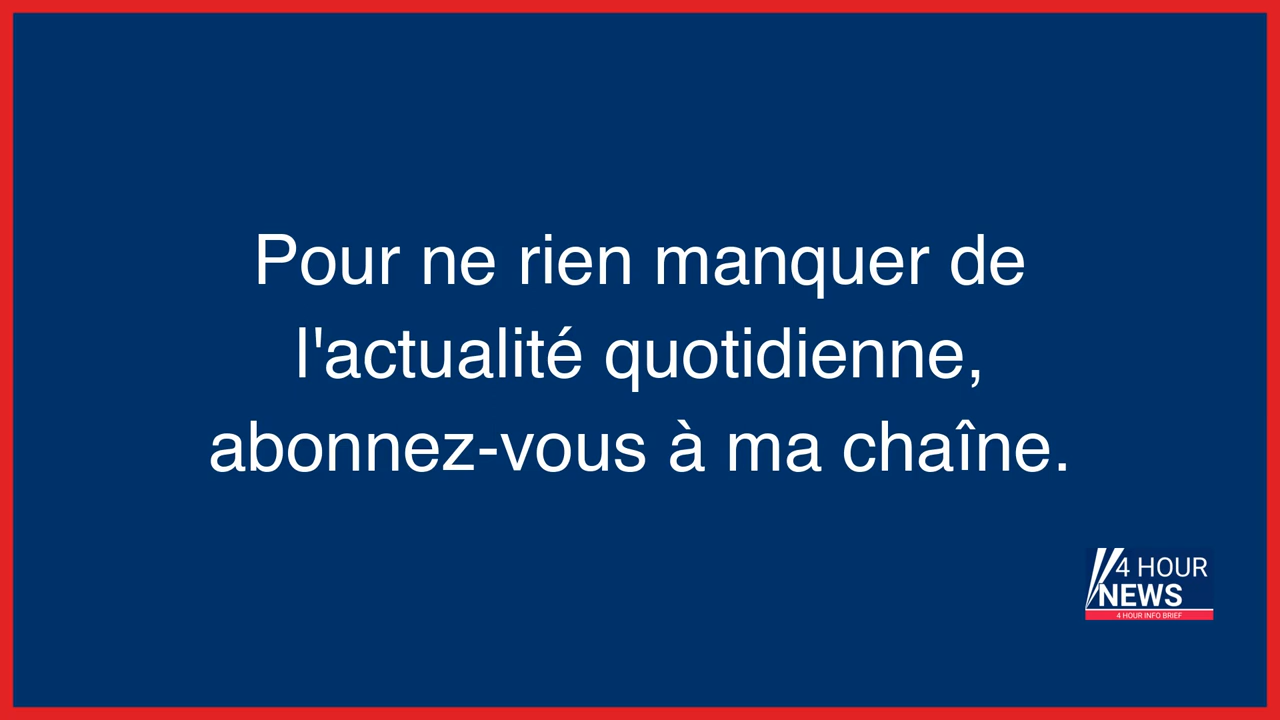 Pour ne rien manquer de
l'actualité quotidienne,
abonnez-vous à ma chaîne.
4 HOUR
NEWS
4 HOUR INFO BRIEF